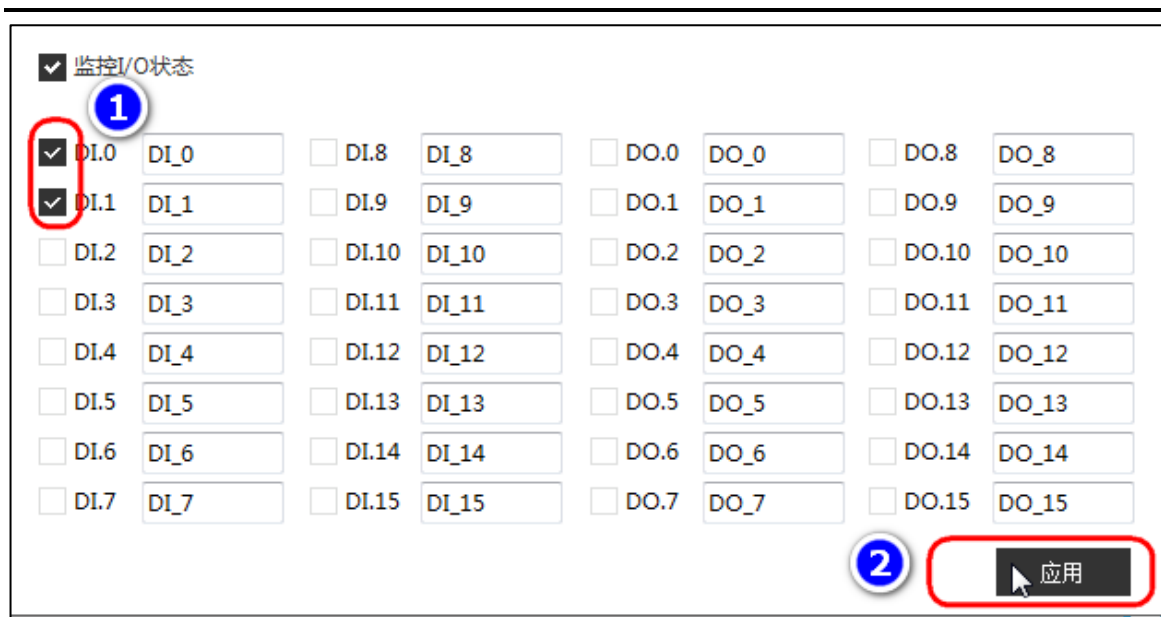 监控I/O状态
1
DI.0 DI_0 DI.8 DI_8 DO.0 DO_0 DO.8 DO_8
DI.1 DI_1 DI.9 DI_9 DO.1 DO_1 DO.9 DO_9
DI.2 DI_2 DI.10 DI_10 DO.2 DO_2 DO.10 DO_10
DI.3 DI_3 DI.11 DI_11 DO.3 DO_3 DO.11 DO_11
DI.4 DI_4 DI.12 DI_12 DO.4 DO_4 DO.12 DO_12
DI.5 DI_5 DI.13 DI_13 DO.5 DO_5 DO.13 DO_13
DI.6 DI_6 DI.14 DI_14 DO.6 DO_6 DO.14 DO_14
DI.7 DI_7 DI.15 DI_15 DO.7 DO_7 DO.15 DO_15
2 应用